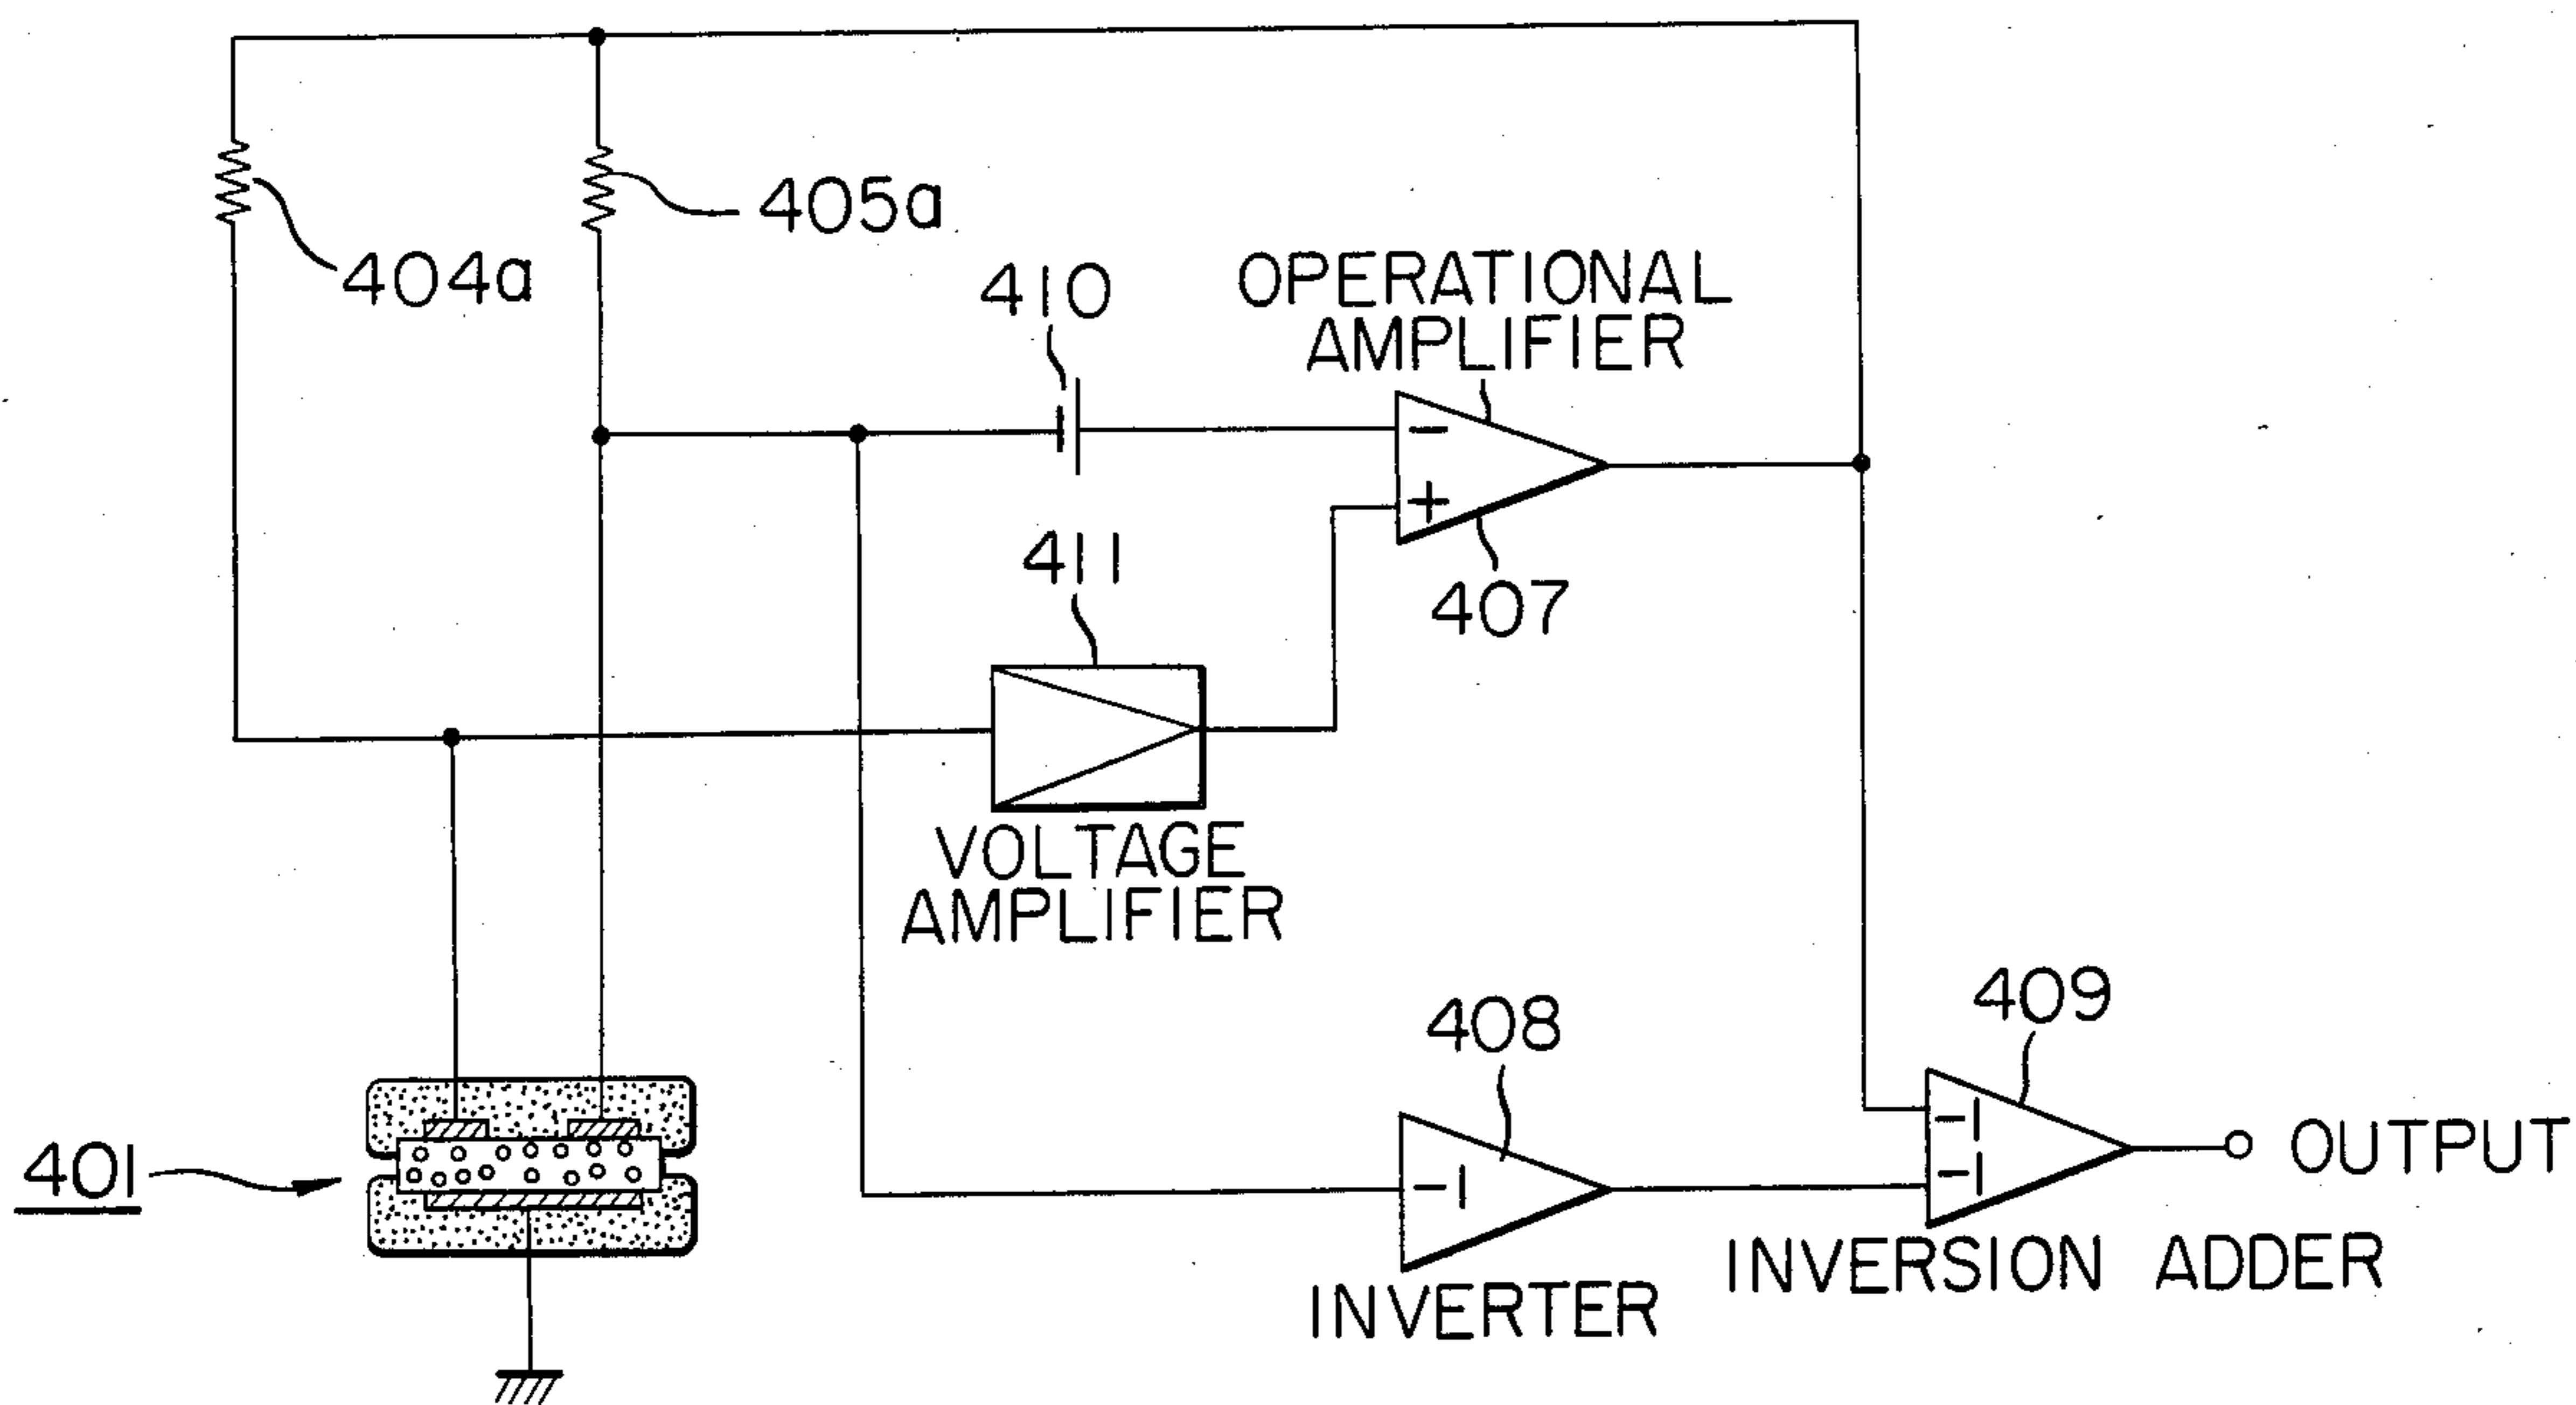 405a
404a
410
OPERATIONAL
AMPLIFIER
-
+
411
407
VOLTAGE
AMPLIFIER
409
408
-1
-1
401
-1
OUTPUT
INVERSION ADDER
INVERTER